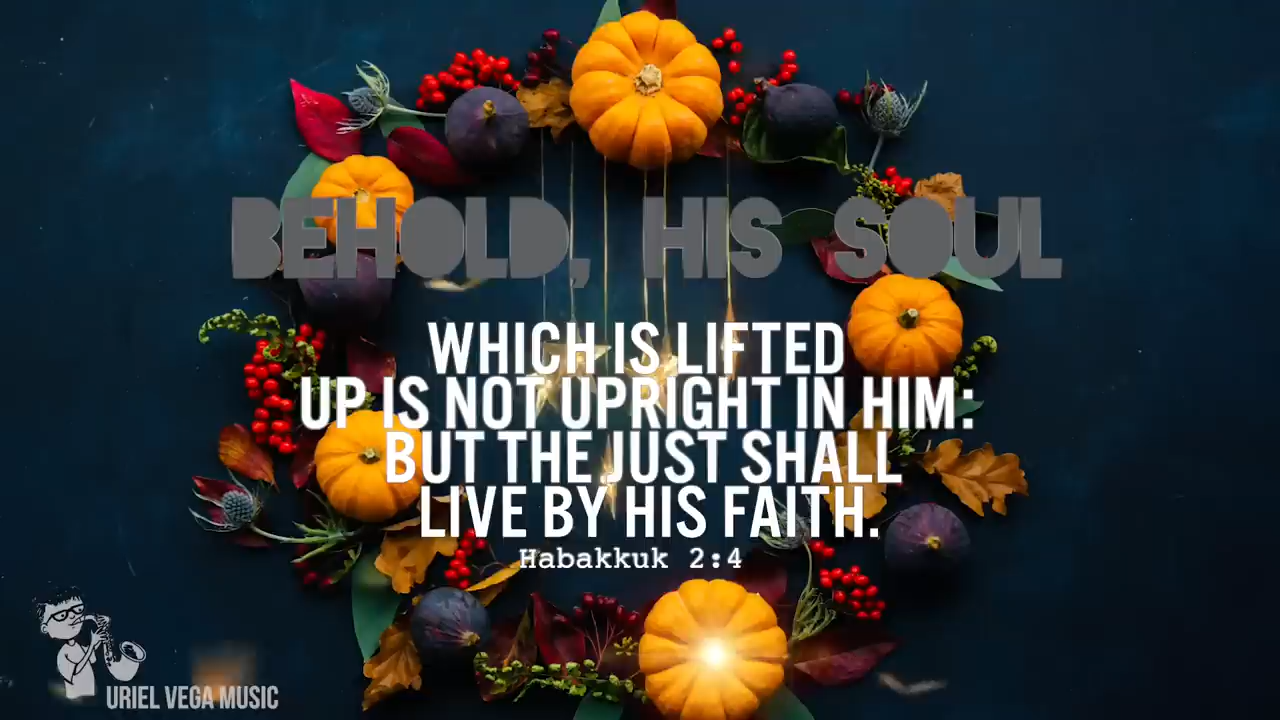 BEHOLD, HIS SOUL
WHICH IS LIFTED
UP IS NOT UPRIGHT IN HIM:
BUT THE JUST SHALL
LIVE BY HIS FAITH.
Habakkuk 2:4
URIEL VEGA MUSIC